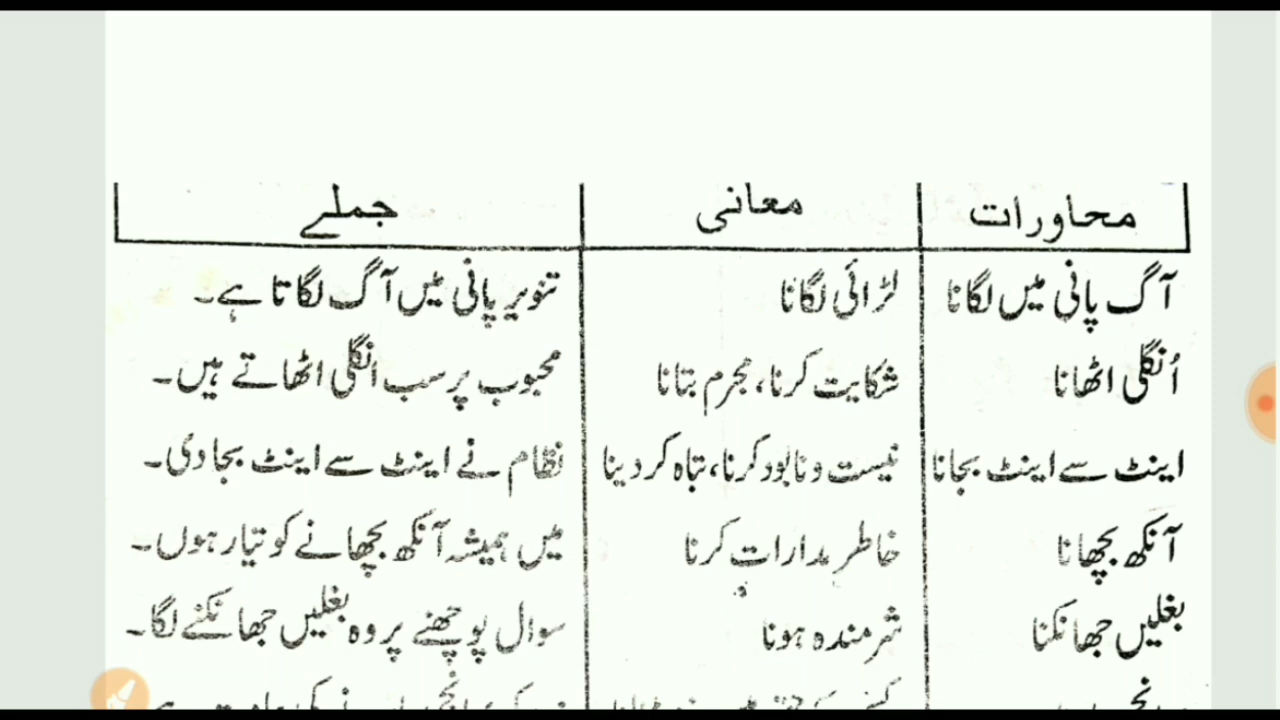 محاورات معانی جملے
آگ پانی میں لگانا لڑائی لگانا تنویر پانی میں آگ لگاتا ہے۔
اُنگلی اٹھانا شکایت کرنا، مجرم بتانا محبوب پر سب انگلی اٹھاتے ہیں۔
اینٹ سے اینٹ بجانا نیست و نابود کرنا، تباہ کر دینا نظام نے اینٹ سے اینٹ بجا دی۔
آنکھ بچھانا خاطر مدارات کرنا میں ہمیشہ آنکھ بچھانے کو تیار ہوں۔
بغلیں جھانکنا شرمندہ ہونا سوال پوچھنے پر وہ بغلیں جھانکنے لگا۔